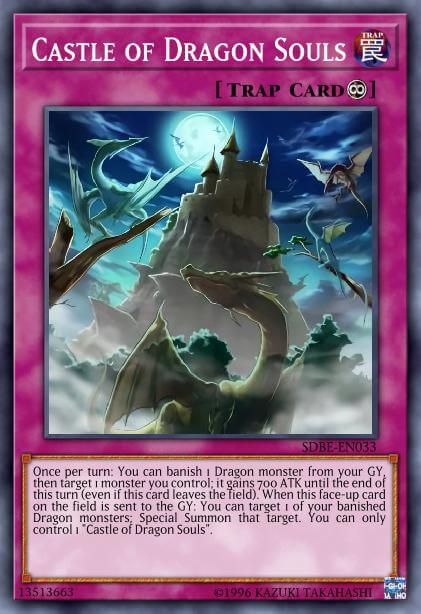 CASTLE OF DRAGON SOULS
TRAP
罠
[TRAP CARD♾]
SDBE-EN033
Once per turn: You can banish 1 Dragon monster from your GY,
then target 1 monster you control; it gains 700 ATK until the end of
this turn (even if this card leaves the field). When this face-up card
on the field is sent to the GY: You can target 1 of your banished
Dragon monsters; Special Summon that target. You can only
control 1 "Castle of Dragon Souls".
13513663
©1996 KAZUKI TAKAHASHI